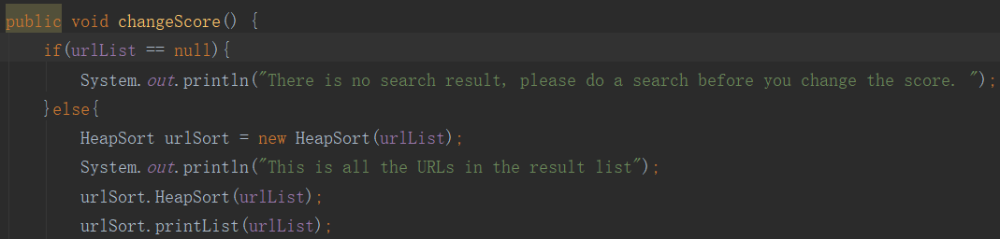 public void changeScore() {
if(urlList == null){
System.out.println("There is no search result, please do a search before you change the score. ");
}else{
HeapSort urlSort = new HeapSort(urlList);
System.out.println("This is all the URLs in the result list");
urlSort.HeapSort(urlList);
urlSort.printList(urlList);